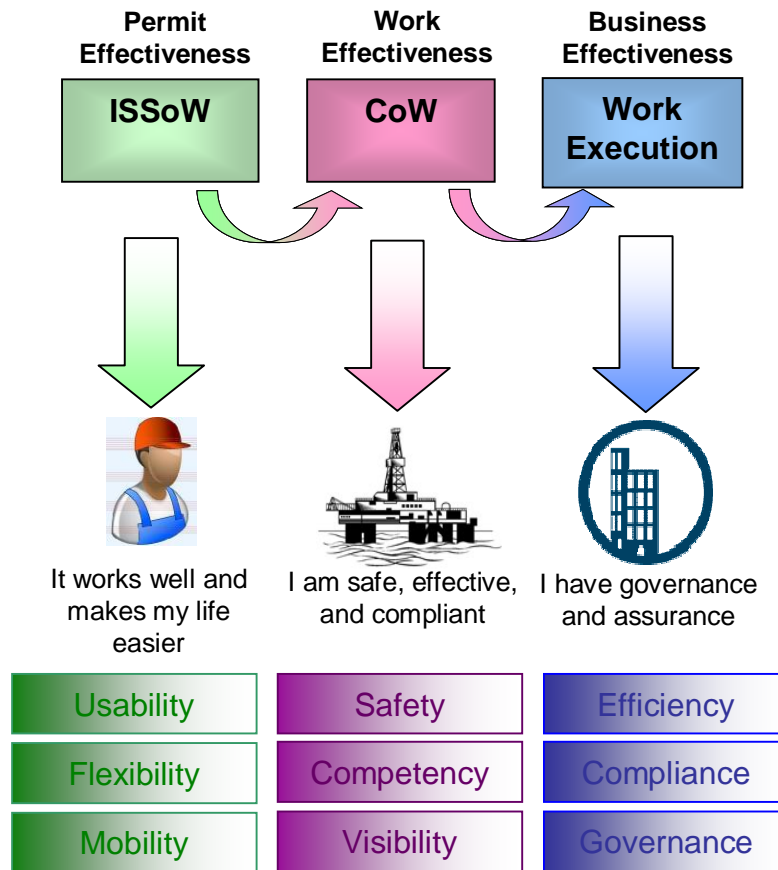 Permit
Effectiveness
Work
Effectiveness
Business
Effectiveness
ISSoW
CoW
Work
Execution
It works well and
makes my life
easier
I am safe, effective,
and compliant
I have governance
and assurance
Usability
Safety
Efficiency
Flexibility
Competency
Compliance
Mobility
Visibility
Governance